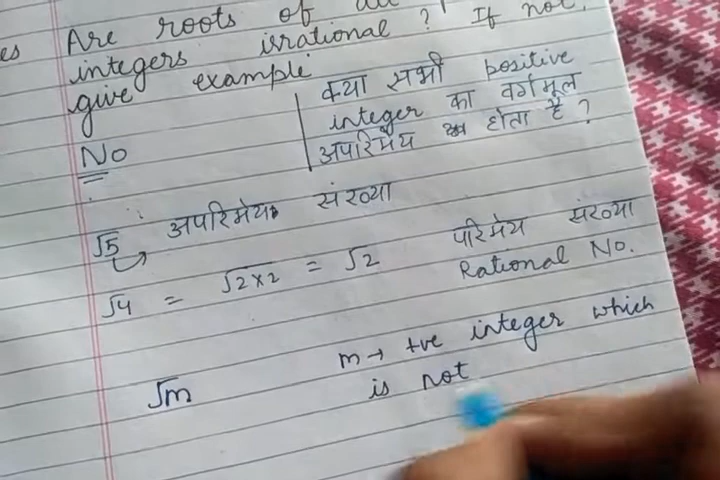 es Are roots of
integers irrational ? If not,
give example
क्या सभी positive
integer का वर्गमूल
अपरिमेय होता है ?
No
√5 अपरिमेय संख्या
√4 = √2×2 = √2 परिमेय संख्या
Rational No.
√m m → +ve integer which
is not